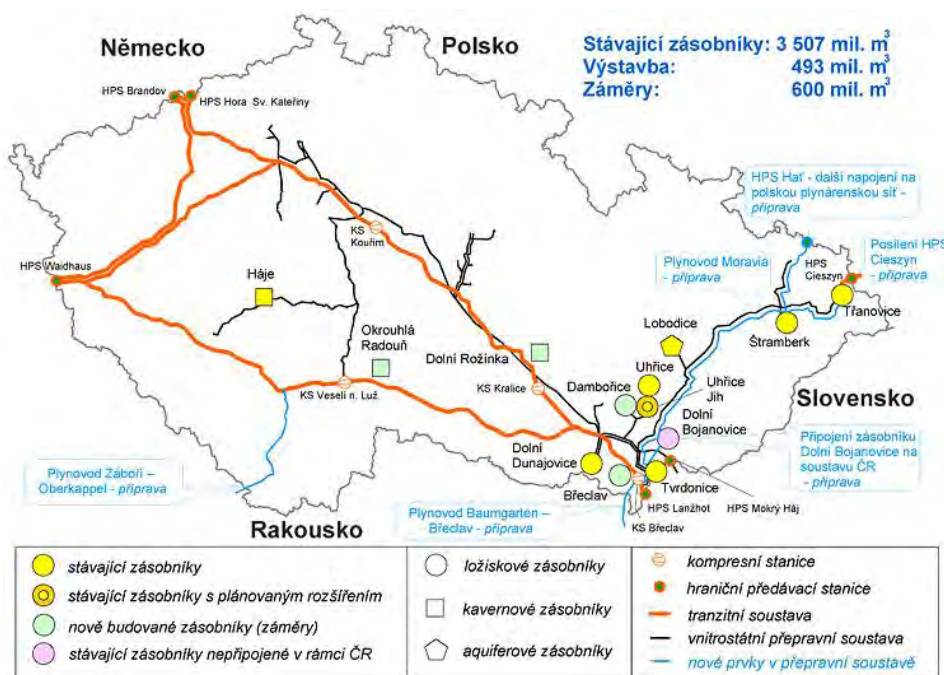 Německo
Polsko
Stávající zásobníky: 3 507 mil. m³
Výstavba: 493 mil. m³
Záměry: 600 mil. m³
HPS Brandov
HPS Hora Sv. Kateřiny
HPS Hať - další napojení na
polskou plynárenskou síť -
příprava
KS
Kouřim
HPS Waidhaus
Plynovod Moravia
- příprava
HPS
Cieszyn
Posílení HPS
Cieszyn
- příprava
Háje
Třanovice
Okrouhlá
Radouň
Dolní Rožínka
Lobodice
Štramberk
Uhřice
KS Veselí n. Luž.
KS Kralice
Dambořice
Uhřice
Jih
Slovensko
Dolní
Bojanovice
Dolní
Dunajovice
Připojení zásobníku
Dolní Bojanovice na
soustavu ČR
- příprava
Plynovod Záboří –
Oberkappel - příprava
Břeclav
Tvrdonice
Rakousko
Plynovod Baumgarten –
Břeclav - příprava
HPS Lanžhot
HPS Mokrý Háj
KS Břeclav
stávající zásobníky
stávající zásobníky s plánovaným rozšířením
nově budované zásobníky (záměry)
stávající zásobníky nepřipojené v rámci ČR
ložiskové zásobníky
kavernové zásobníky
aquiferové zásobníky
kompresní stanice
hraniční předávací stanice
tranzitní soustava
vnitrostátní přepravní soustava
nové prvky v přepravní soustavě